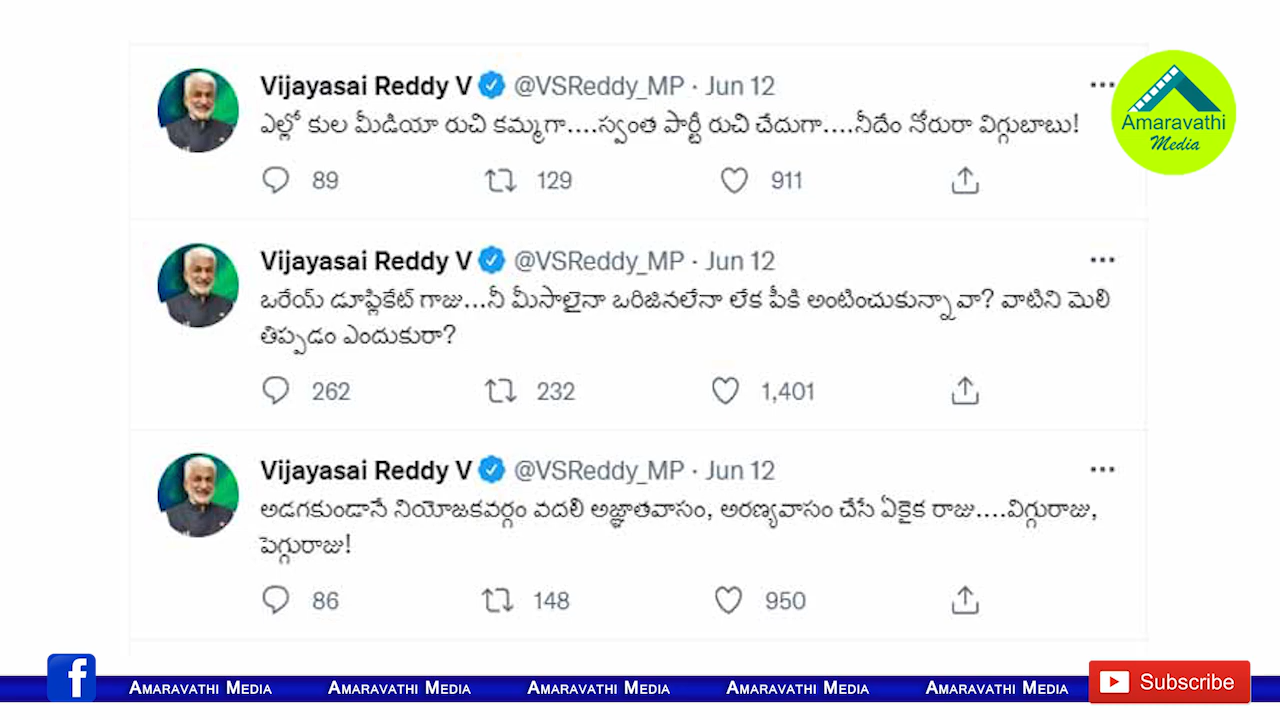 Vijayasai Reddy V @VSReddy_MP · Jun 12
ఎల్లో కుల మీడియా రుచి కమ్మగా....స్వంత పార్టీ రుచి చేదుగా....నీదేం నోరురా విగ్గుబాబు!
89 129 911
Amaravathi
Media
Vijayasai Reddy V @VSReddy_MP · Jun 12
ఒరేయ్ డూప్లికేట్ గాజు...నీ మీసాలైనా ఒరిజినలేనా లేక పీకి అంటించుకున్నావా? వాటిని మెలి
తిప్పడం ఎందుకురా?
262 232 1,401
Vijayasai Reddy V @VSReddy_MP · Jun 12
అడగకుండానే నియోజకవర్గం వదలి అజ్ఞాతవాసం, అరణ్యవాసం చేసే ఏకైక రాజు....విగ్గురాజు,
పెగ్గురాజు!
86 148 950
f Amaravathi Media Amaravathi Media Amaravathi Media Amaravathi Media Amaravathi Media Subscribe